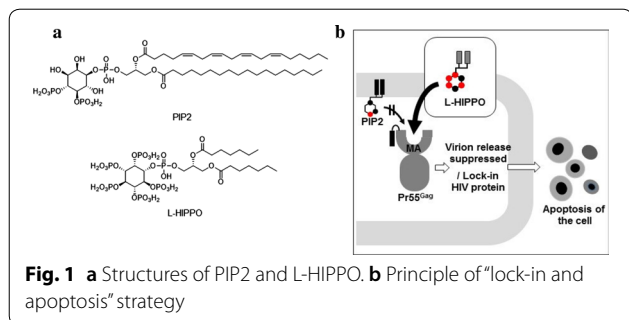 a
HO
OH
O
O
P
O
OH
O
O
O
O
HO
H₂O₃PO
OH
OPO₃H₂
PIP2
OPO₃H₂
OPO₃H₂
O
O
P
O
OH
O
O
O
O
H₂O₃PO
OPO₃H₂
OPO₃H₂
L-HIPPO
b
L-HIPPO
PIP2
MA
Pr55Gag
Virion release
suppressed
/ Lock-in
HIV protein
Apoptosis of
the cell
Fig. 1 a Structures of PIP2 and L-HIPPO. b Principle of “lock-in and
apoptosis” strategy